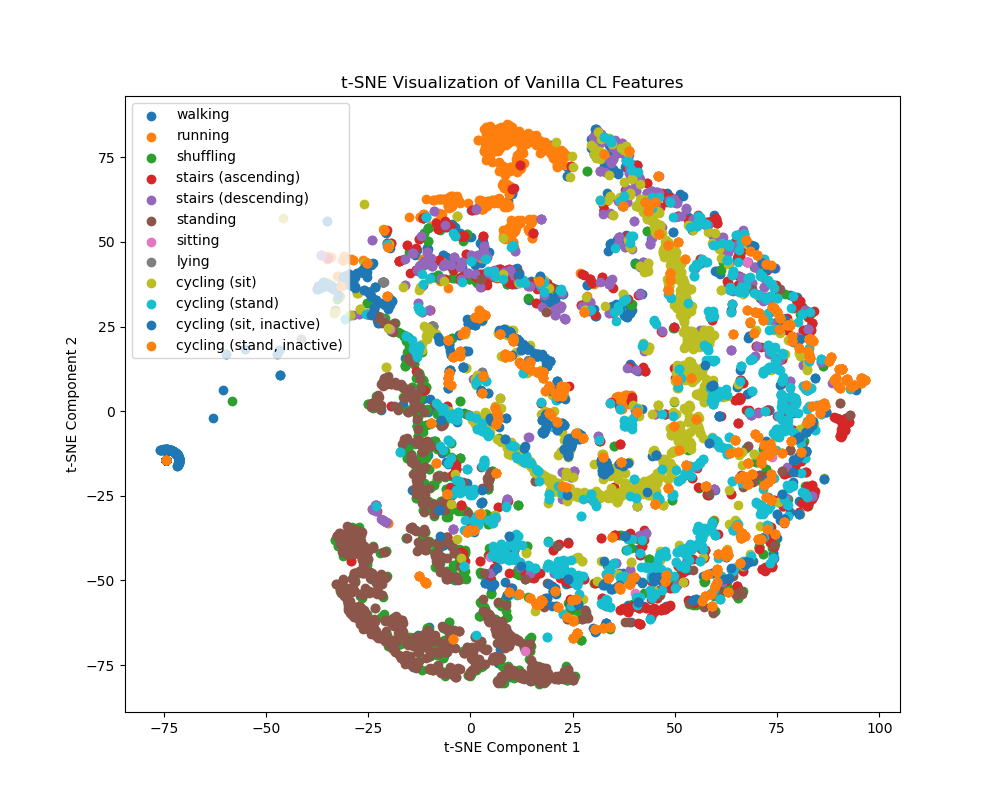 t-SNE Visualization of Vanilla CL Features
walking
running
shuffling
stairs (ascending)
stairs (descending)
standing
sitting
lying
cycling (sit)
cycling (stand)
cycling (sit, inactive)
cycling (stand, inactive)
75
50
25
0
−25
−50
−75
t-SNE Component 2
−75
−50
−25
0
25
50
75
100
t-SNE Component 1